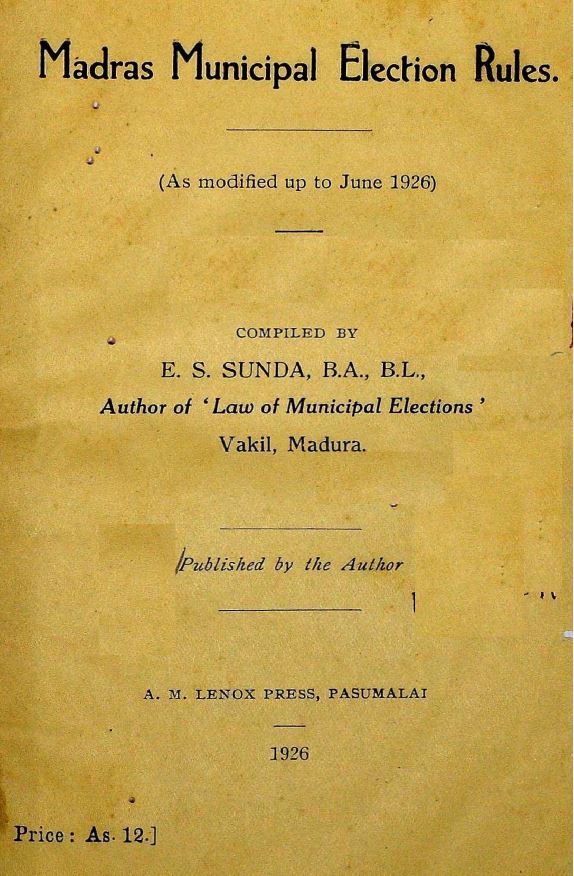 Madras Municipal Election Rules.
(As modified up to June 1926)
COMPILED BY
E. S. SUNDA, B.A., B.L.,
Author of ‘Law of Municipal Elections’
Vakil, Madura.
Published by the Author
A. M. LENOX PRESS, PASUMALAI
1926
Price : As. 12.]